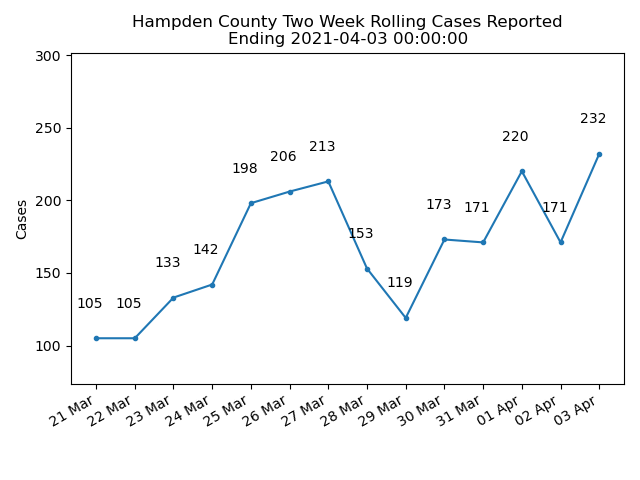 Hampden County Two Week Rolling Cases Reported
Ending 2021-04-03 00:00:00
300
250
200
150
100
Cases
105
105
133
142
198
206
213
153
119
173
171
220
171
232
21 Mar
22 Mar
23 Mar
24 Mar
25 Mar
26 Mar
27 Mar
28 Mar
29 Mar
30 Mar
31 Mar
01 Apr
02 Apr
03 Apr